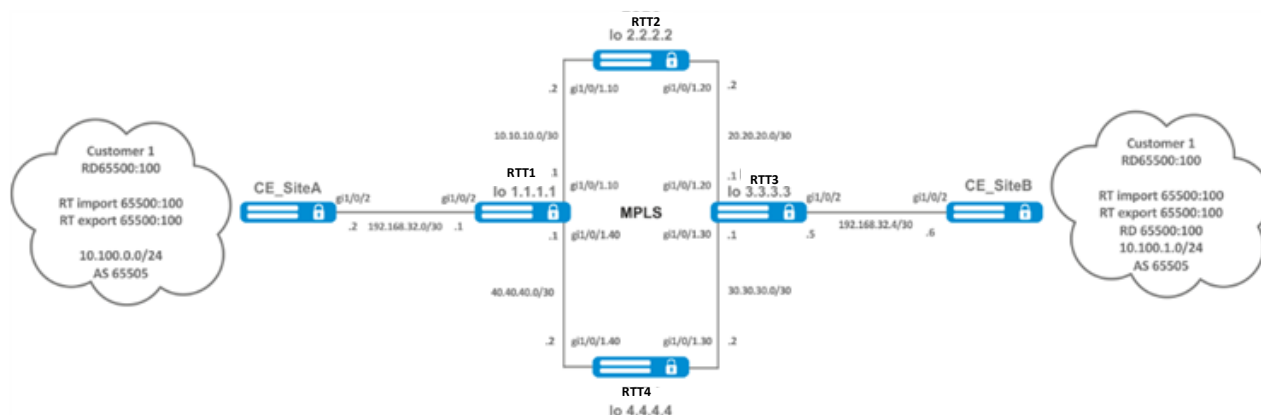 RTT2
lo 2.2.2.2
.2 gi1/0/1.10 gi1/0/1.20 .2
10.10.10.0/30 20.20.20.0/30
Customer 1
RD65500:100
RT import 65500:100
RT export 65500:100
10.100.0.0/24
AS 65505
CE_SiteA
gi1/0/2
.2 192.168.32.0/30 .1
gi1/0/2
RTT1
lo 1.1.1.1
.1 gi1/0/1.10
.1 gi1/0/1.40
MPLS
gi1/0/1.20 .1
RTT3
lo 3.3.3.3
gi1/0/1.30 .1
gi1/0/2
.5 192.168.32.4/30 .6
gi1/0/2
CE_SiteB
Customer 1
RD65500:100
RT import 65500:100
RT export 65500:100
RD 65500:100
10.100.1.0/24
AS 65505
40.40.40.0/30 30.30.30.0/30
.2 gi1/0/1.40 gi1/0/1.30 .2
RTT4
lo 4.4.4.4